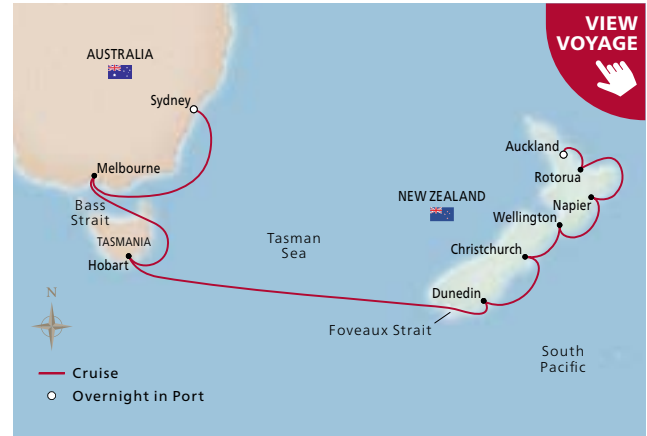 VIEW
VOYAGE
AUSTRALIA
Sydney
Melbourne
Bass
Strait
TASMANIA
Hobart
Tasman
Sea
NEW ZEALAND
Auckland
Rotorua
Napier
Wellington
Christchurch
Dunedin
Foveaux Strait
South
Pacific
N
Cruise
Overnight in Port